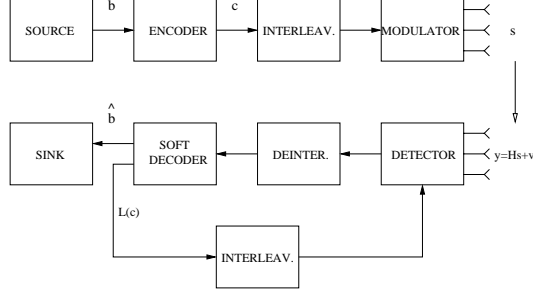 b
c
SOURCE
ENCODER
INTERLEAV.
MODULATOR
s
^
b
SINK
SOFT
DECODER
DEINTER.
DETECTOR
y=Hs+v
L(c)
INTERLEAV.